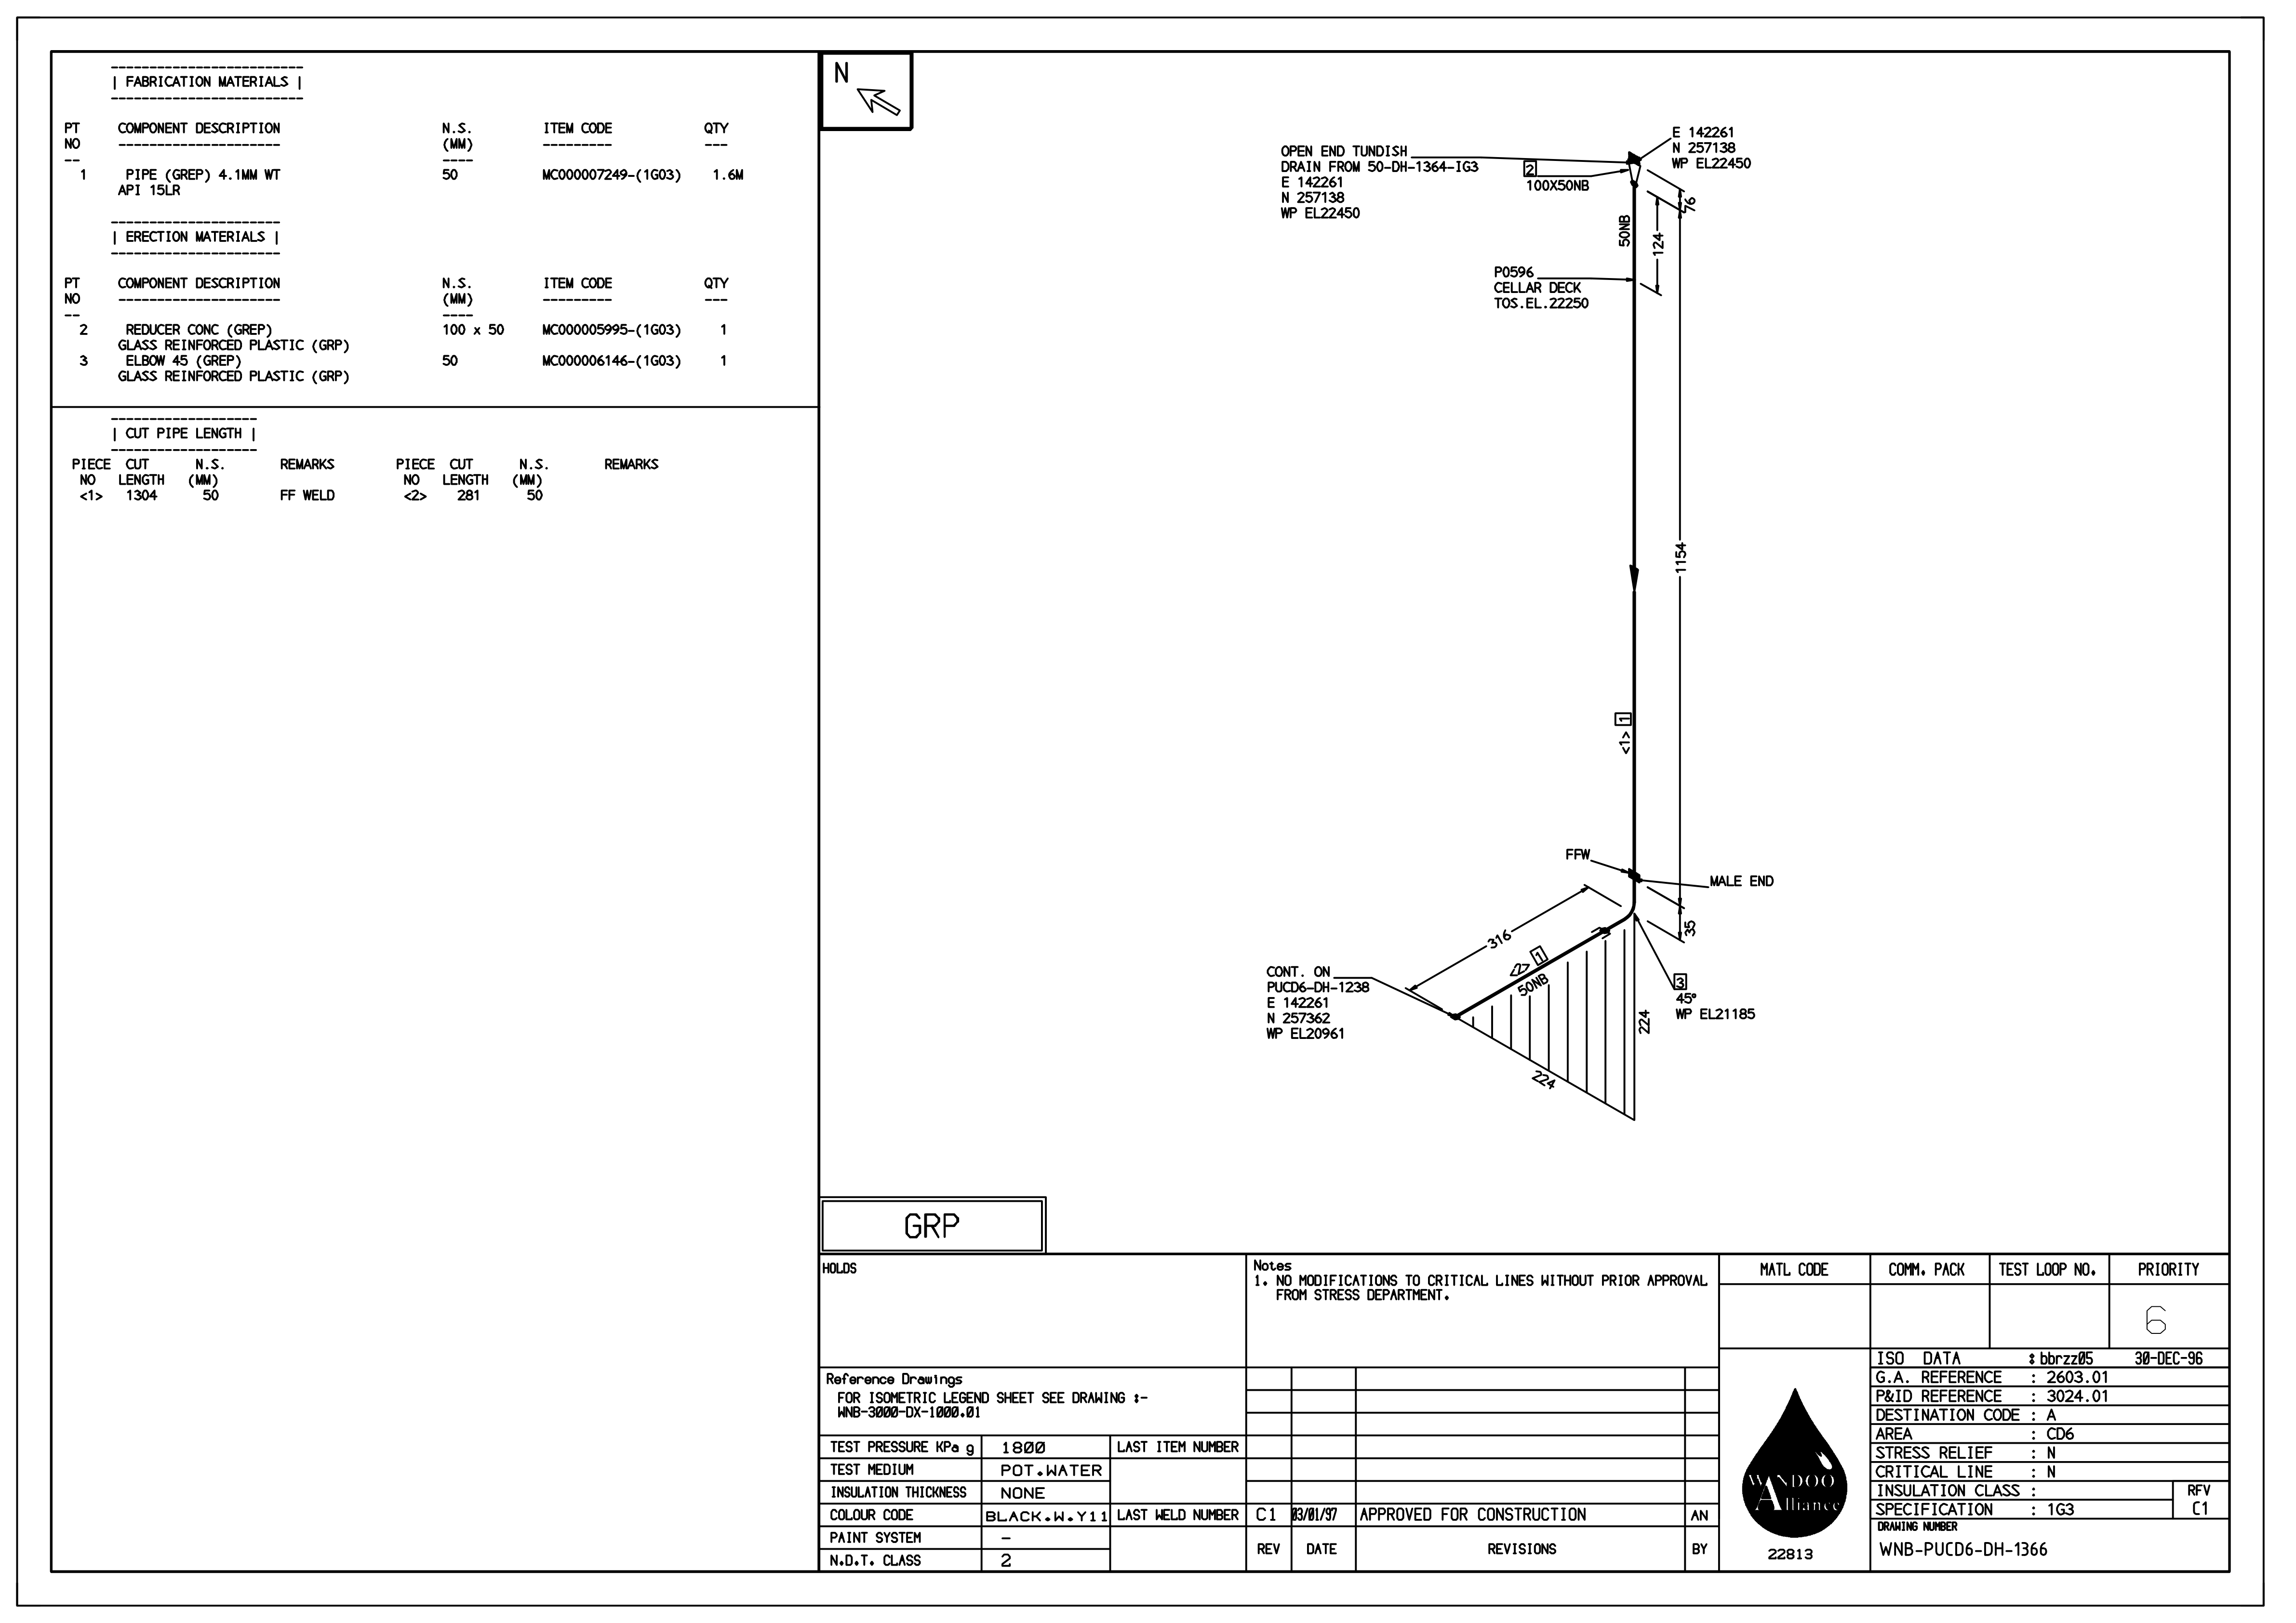 | FABRICATION MATERIALS |
PT COMPONENT DESCRIPTION N.S. ITEM CODE QTY
NO (MM)
1 PIPE (GREP) 4.1MM WT 50 MC000007249-(1G03) 1.6M
API 15LR
| ERECTION MATERIALS |
PT COMPONENT DESCRIPTION N.S. ITEM CODE QTY
NO (MM)
2 REDUCER CONC (GREP) 100 x 50 MC000005995-(1G03) 1
GLASS REINFORCED PLASTIC (GRP)
3 ELBOW 45 (GREP) 50 MC000006146-(1G03) 1
GLASS REINFORCED PLASTIC (GRP)
| CUT PIPE LENGTH |
PIECE CUT N.S. REMARKS PIECE CUT N.S. REMARKS
NO LENGTH (MM) NO LENGTH (MM)
<1> 1304 50 FF WELD <2> 281 50
N
OPEN END TUNDISH
DRAIN FROM 50-DH-1364-IG3
E 142261
N 257138
WP EL22450
2
100X50NB
E 142261
N 257138
WP EL22450
76
124
50NB
P0596
CELLAR DECK
TOS.EL.22250
1154
<1> 1
FFW
MALE END
35
316
<2> 1
50NB
CONT. ON
PUCD6-DH-1238
E 142261
N 257362
WP EL20961
3
45°
WP EL21185
224
224
GRP
HOLDS
Notes
1. NO MODIFICATIONS TO CRITICAL LINES WITHOUT PRIOR APPROVAL
FROM STRESS DEPARTMENT.
Reference Drawings
FOR ISOMETRIC LEGEND SHEET SEE DRAWING :-
WNB-3000-DX-1000.01
TEST PRESSURE KPa g 1800 LAST ITEM NUMBER
TEST MEDIUM POT.WATER
INSULATION THICKNESS NONE
COLOUR CODE BLACK.W.Y11 LAST WELD NUMBER
PAINT SYSTEM -
N.D.T. CLASS 2
C1 03/01/97 APPROVED FOR CONSTRUCTION AN
REV DATE REVISIONS BY
MATL CODE COMM. PACK TEST LOOP NO. PRIORITY
6
WANDOO
Alliance
22813
ISO DATA : bbrzz05 30-DEC-96
G.A. REFERENCE : 2603.01
P&ID REFERENCE : 3024.01
DESTINATION CODE : A
AREA : CD6
STRESS RELIEF : N
CRITICAL LINE : N
INSULATION CLASS : RFV
SPECIFICATION : 1G3 C1
DRAWING NUMBER
WNB-PUCD6-DH-1366